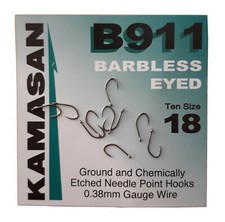 B911
BARBLESS
EYED
Ten Size
18
KAMASAN
Ground and Chemically
Etched Needle Point Hooks
0.38mm Gauge Wire